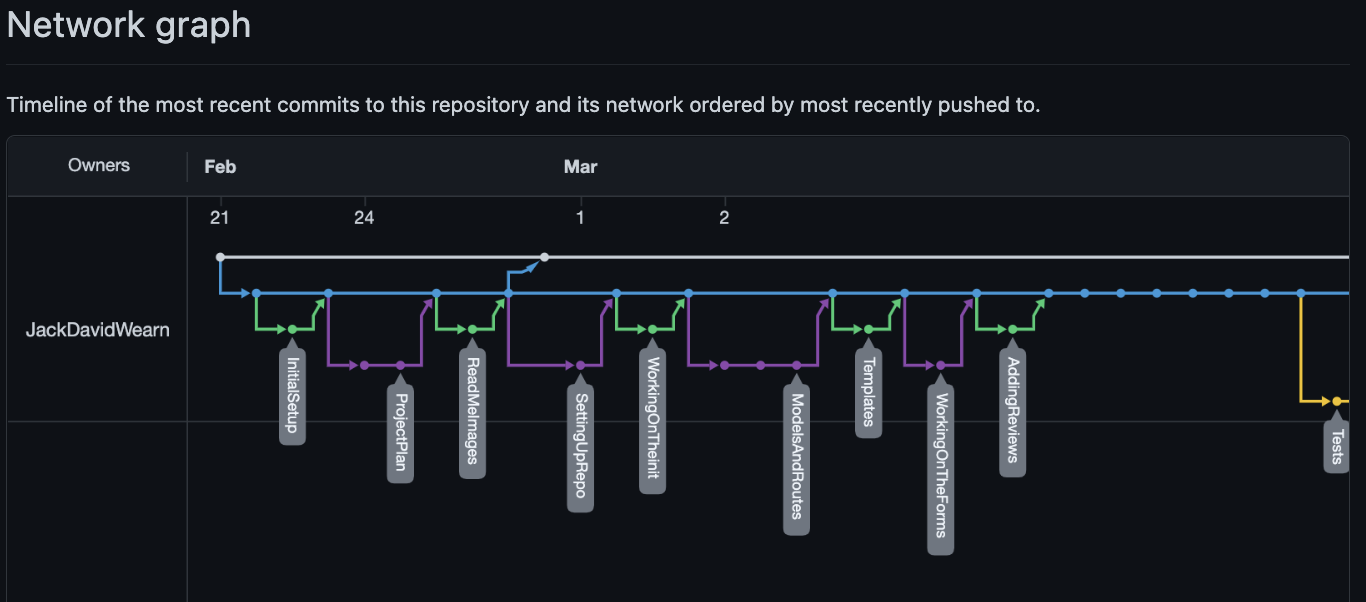 Network graph
Timeline of the most recent commits to this repository and its network ordered by most recently pushed to.
Owners
Feb
Mar
21
24
1
2
JackDavidWearn
InitialSetup
ProjectPlan
ReadMeImages
SettingUpRepo
WorkingOnTheinit
ModelsAndRoutes
Templates
WorkingOnTheForms
AddingReviews
Tests